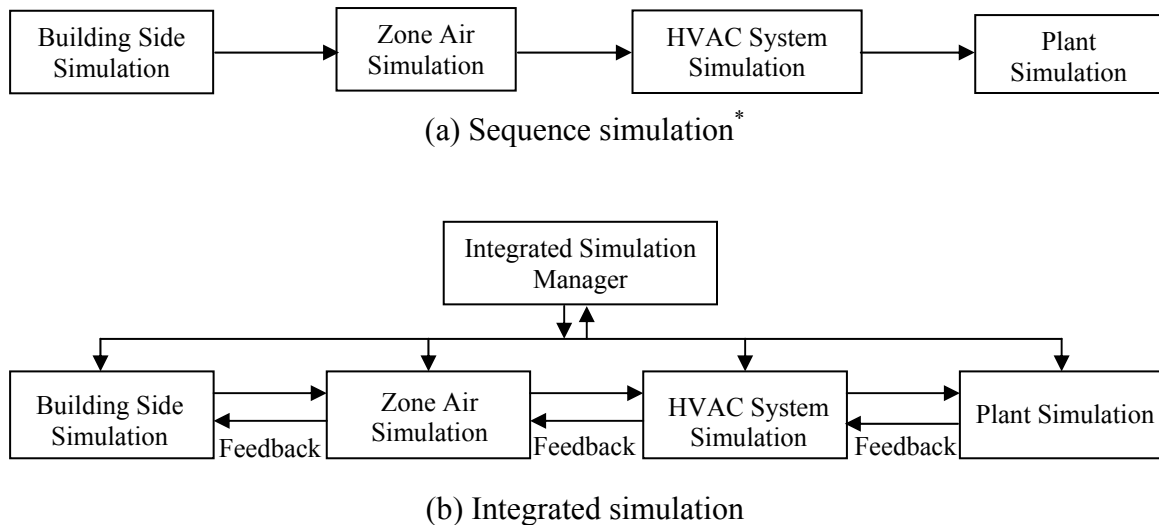 Building Side
Simulation
Zone Air
Simulation
HVAC System
Simulation
Plant
Simulation
(a) Sequence simulation*
Integrated Simulation
Manager
Building Side
Simulation
Feedback
Zone Air
Simulation
Feedback
HVAC System
Simulation
Feedback
Plant Simulation
(b) Integrated simulation